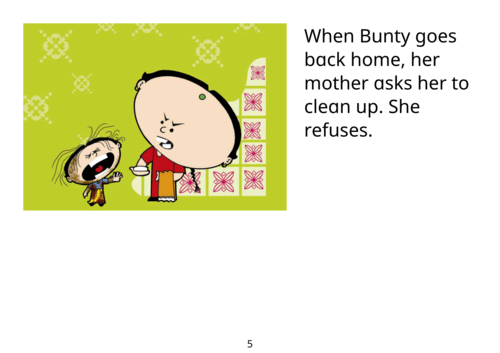 When Bunty goes
back home, her
mother asks her to
clean up. She
refuses.
5